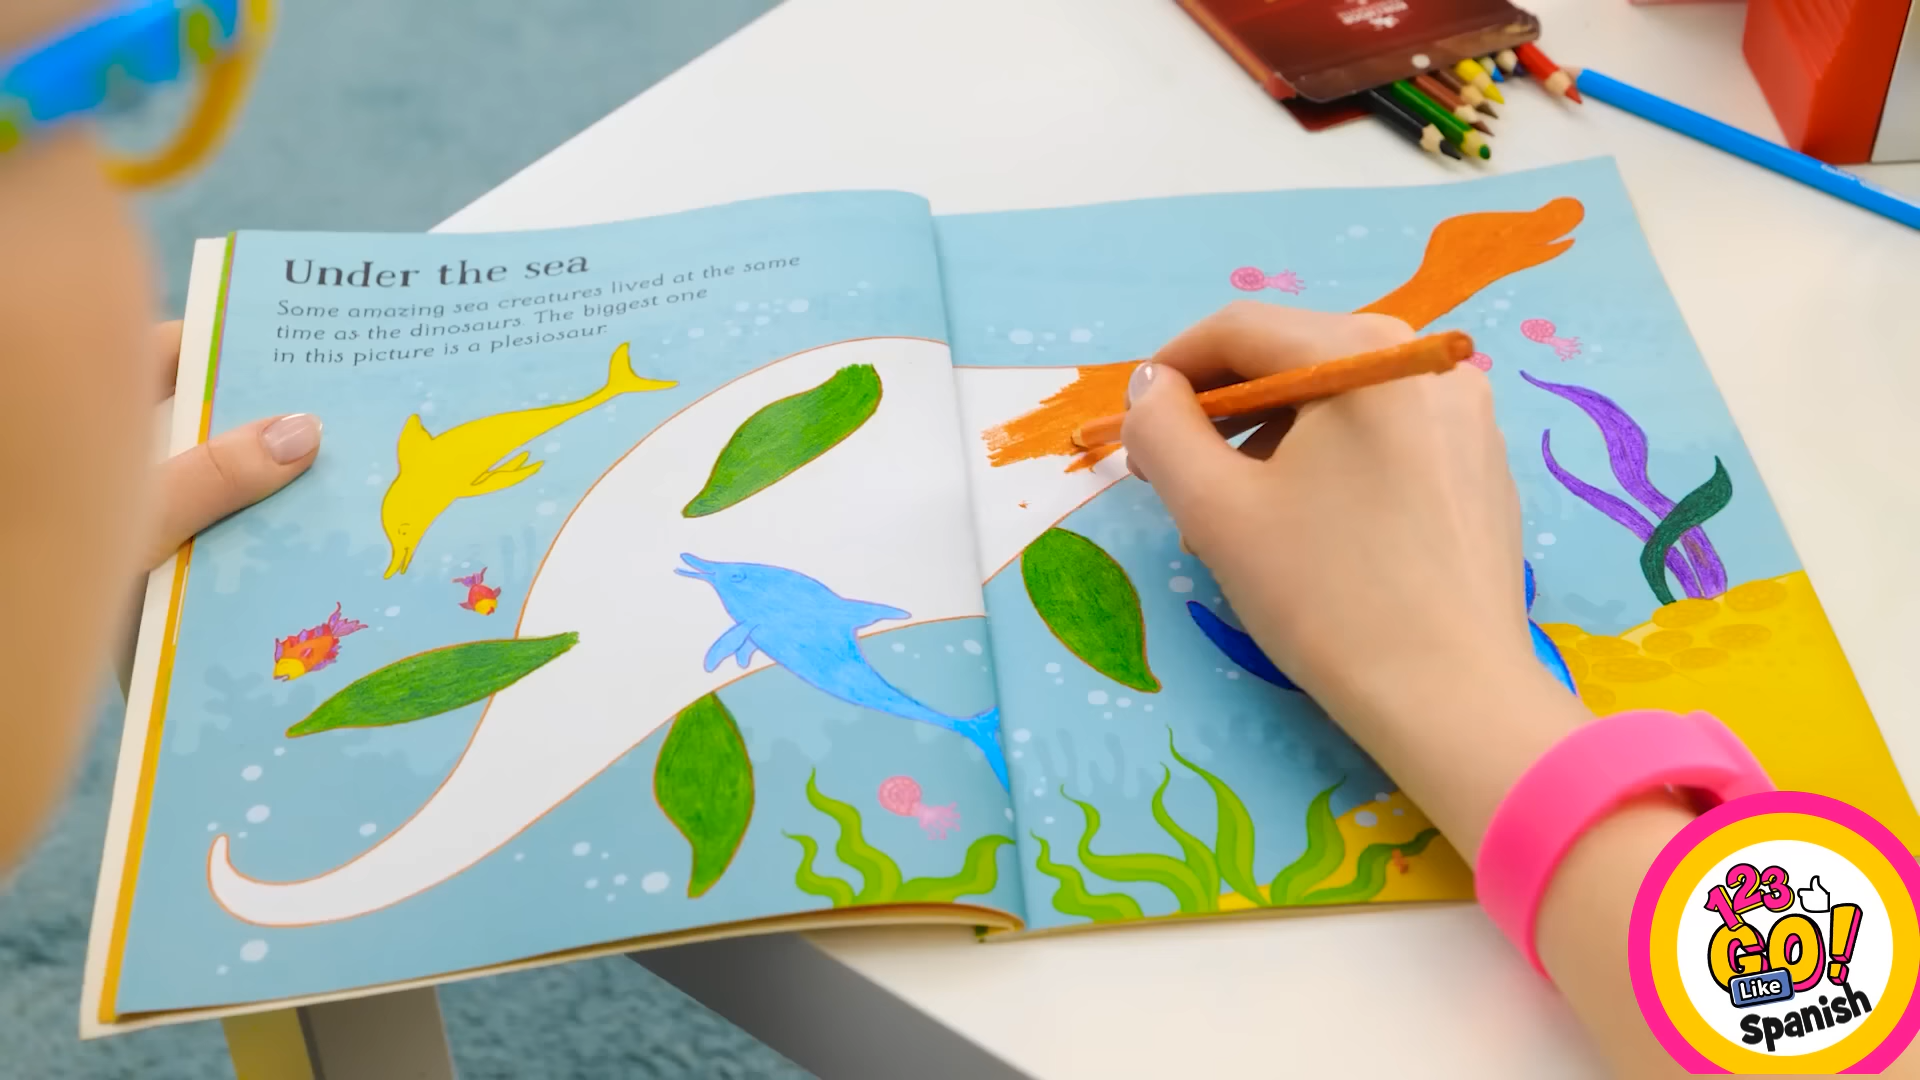 Under the sea
Some amazing sea creatures lived at the same
time as the dinosaurs. The biggest one
in this picture is a plesiosaur.
123
GO!
Like
Spanish